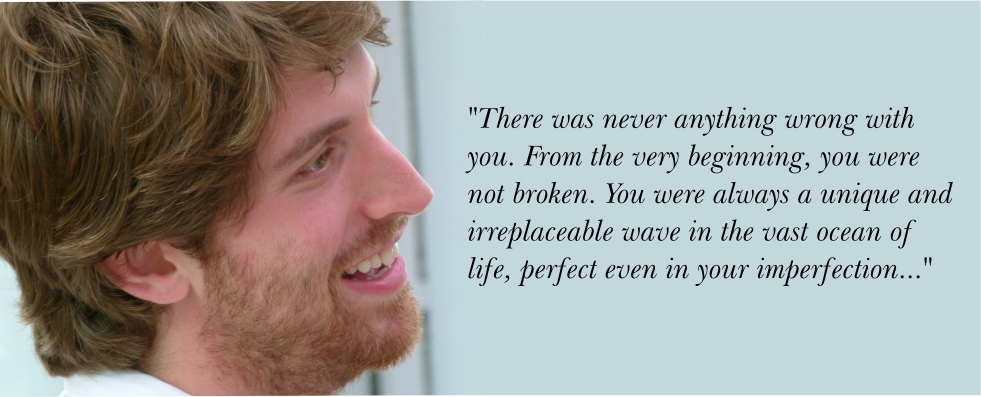 "There was never anything wrong with
you. From the very beginning, you were
not broken. You were always a unique and
irreplaceable wave in the vast ocean of
life, perfect even in your imperfection..."